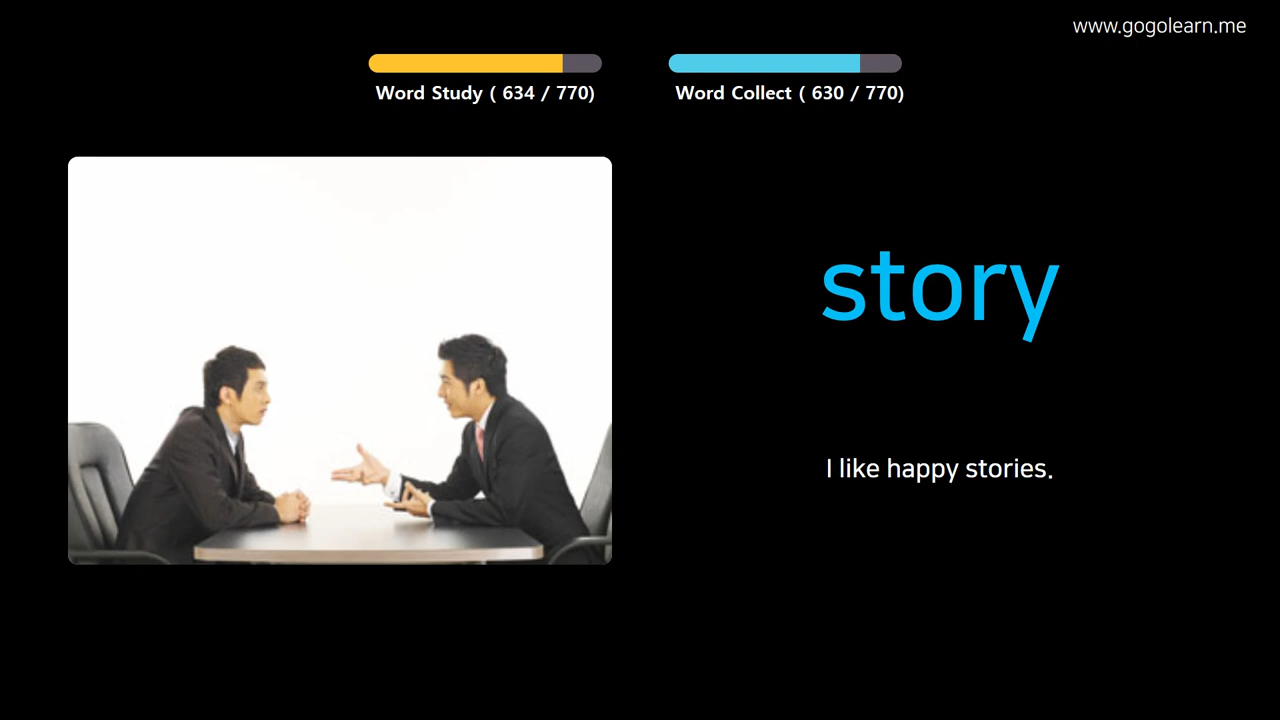 www.gogolearn.me
Word Study ( 634 / 770)
Word Collect ( 630 / 770)
story
I like happy stories.